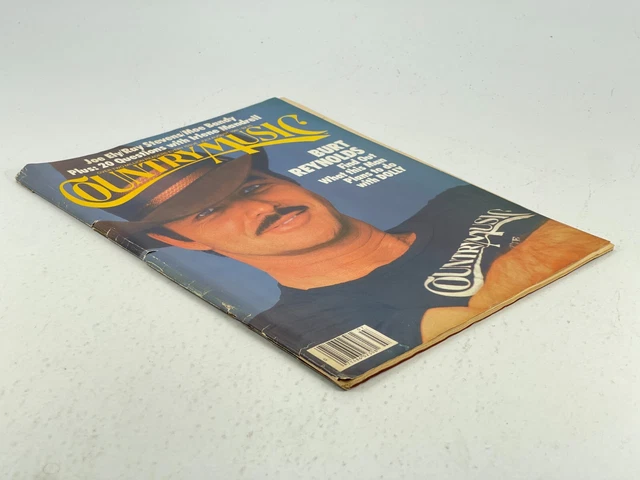 Joe Ely/Ray Stevens/Moe Bandy
Plus: 20 Questions with Irlene Mandrell
COUNTRY MUSIC
BURT
REYNOLDS
Find Out
What this Man
Plans to do
with DOLLY
COUNTRY MUSIC